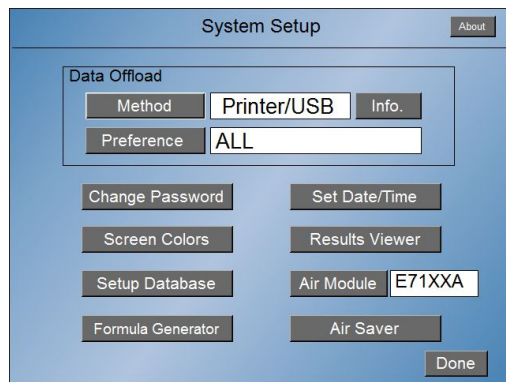 System Setup
About
Data Offload
Method Printer/USB Info.
Preference ALL
Change Password Set Date/Time
Screen Colors Results Viewer
Setup Database Air Module E71XXA
Formula Generator Air Saver
Done